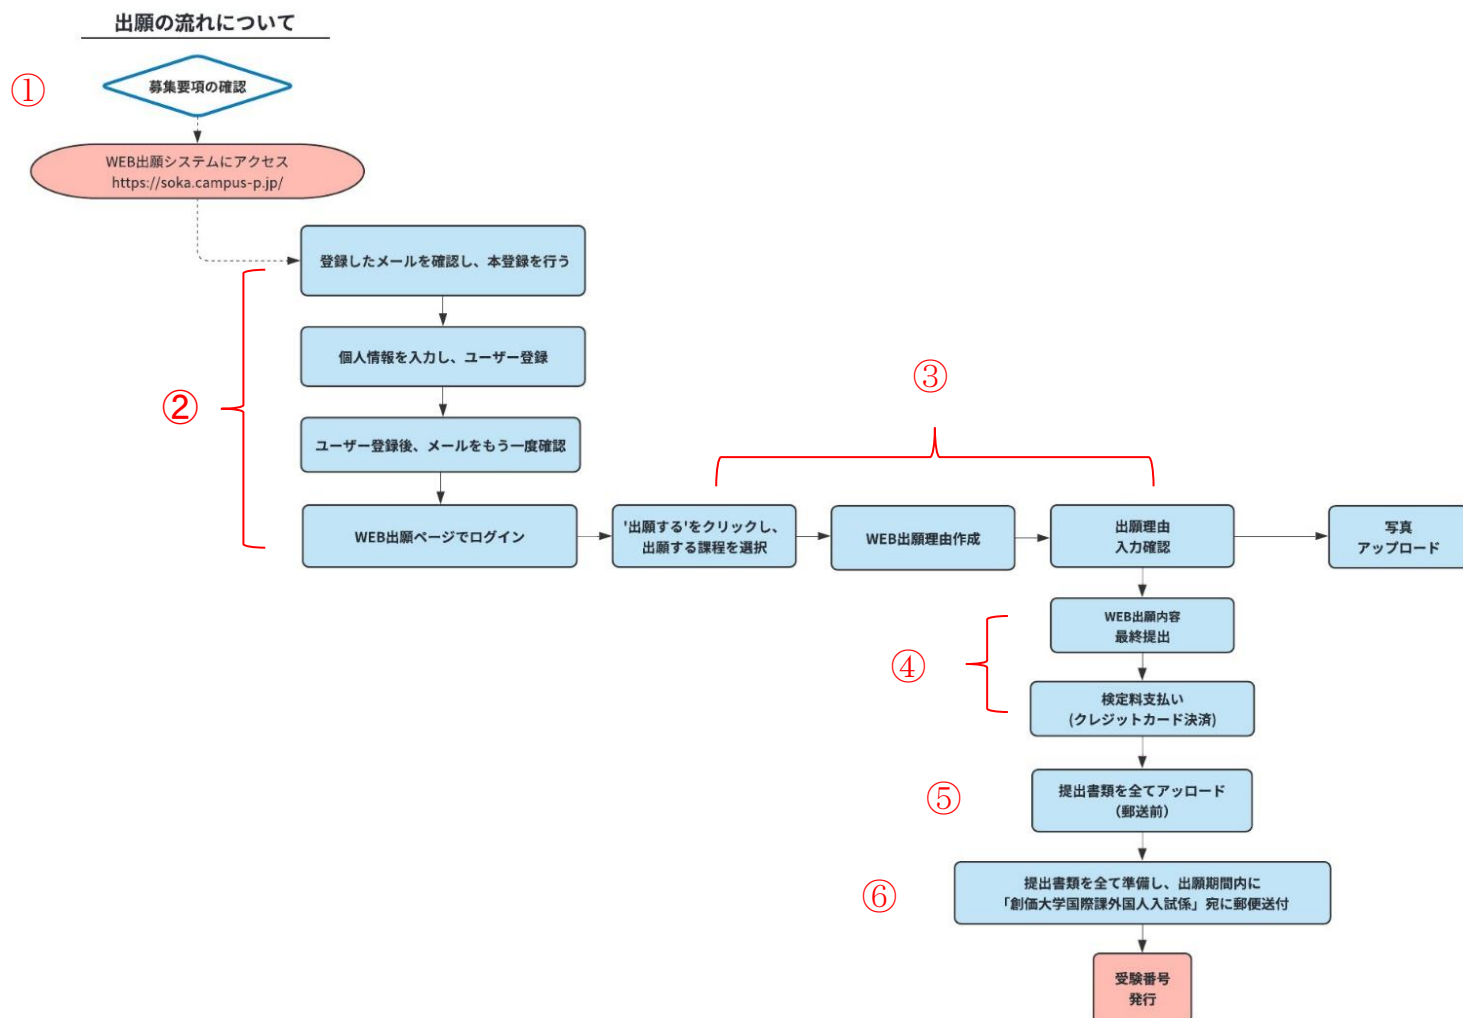 出願の流れについて
①
募集要項の確認
WEB出願システムにアクセス
https://soka.campus-p.jp/
②
登録したメールを確認し、本登録を行う
個人情報を入力し、ユーザー登録
ユーザー登録後、メールをもう一度確認
WEB出願ページでログイン
③
'出願する'をクリックし、
出願する課程を選択
WEB出願理由作成
出願理由
入力確認
写真
アップロード
④
WEB出願内容
最終提出
検定料支払い
(クレジットカード決済)
⑤
提出書類を全てアッロード
（郵送前）
⑥
提出書類を全て準備し、出願期間内に
「創価大学国際課外国人入試係」宛に郵便送付
受験番号
発行